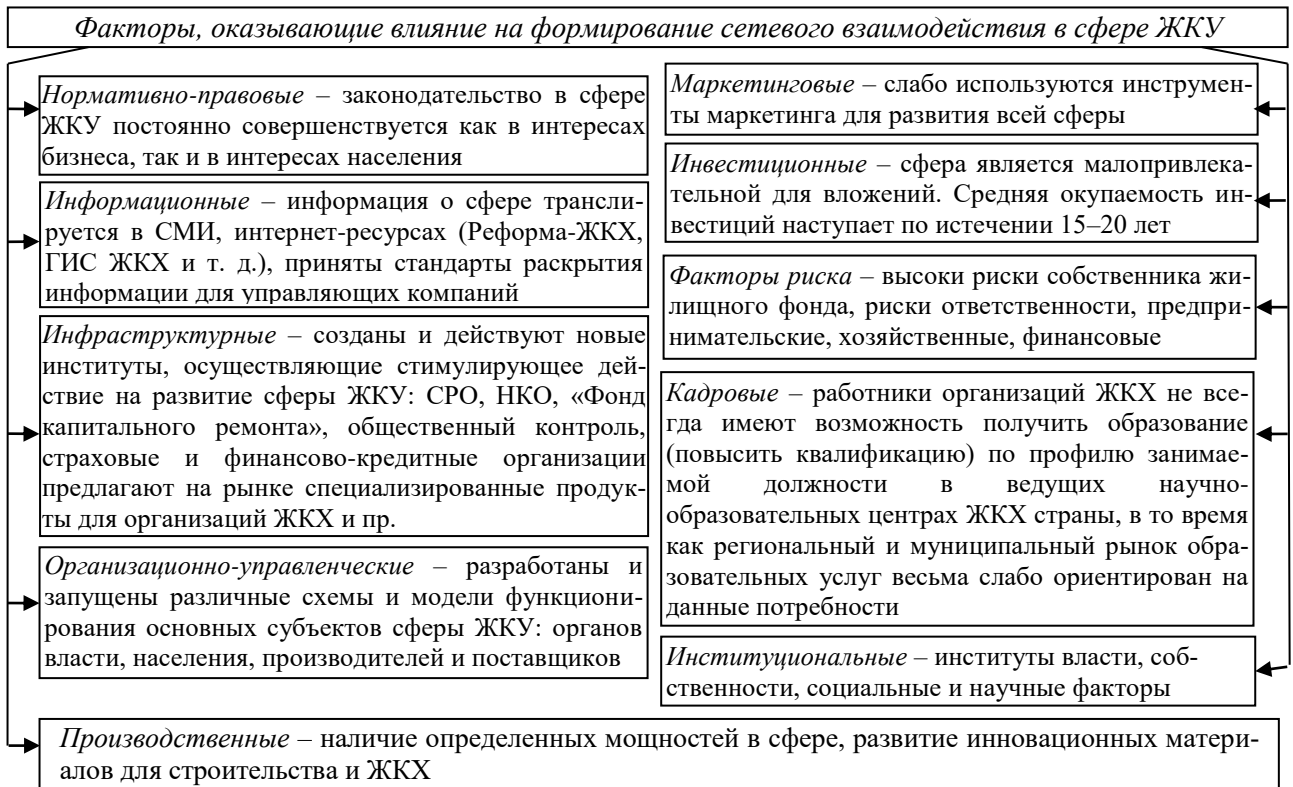 Факторы, оказывающие влияние на формирование сетевого взаимодействия в сфере ЖКУ
Нормативно-правовые – законодательство в сфере
ЖКУ постоянно совершенствуется как в интересах
бизнеса, так и в интересах населения
Информационные – информация о сфере трансли-
руется в СМИ, интернет-ресурсах (Реформа-ЖКХ,
ГИС ЖКХ и т. д.), приняты стандарты раскрытия
информации для управляющих компаний
Инфраструктурные – созданы и действуют новые
институты, осуществляющие стимулирующее дей-
ствие на развитие сферы ЖКУ: СРО, НКО, «Фонд
капитального ремонта», общественный контроль,
страховые и финансово-кредитные организации
предлагают на рынке специализированные продук-
ты для организаций ЖКХ и пр.
Организационно-управленческие – разработаны и
запущены различные схемы и модели функциони-
рования основных субъектов сферы ЖКУ: органов
власти, населения, производителей и поставщиков
Маркетинговые – слабо используются инструмен-
ты маркетинга для развития всей сферы
Инвестиционные – сфера является малопривлека-
тельной для вложений. Средняя окупаемость ин-
вестиций наступает по истечении 15–20 лет
Факторы риска – высоки риски собственника жи-
лищного фонда, риски ответственности, предпри-
нимательские, хозяйственные, финансовые
Кадровые – работники организаций ЖКХ не все-
гда имеют возможность получить образование
(повысить квалификацию) по профилю занимае-
мой должности в ведущих научно-
образовательных центрах ЖКХ страны, в то время
как региональный и муниципальный рынок обра-
зовательных услуг весьма слабо ориентирован на
данные потребности
Институциональные – институты власти, соб-
ственности, социальные и научные факторы
Производственные – наличие определенных мощностей в сфере, развитие инновационных матери-
алов для строительства и ЖКХ